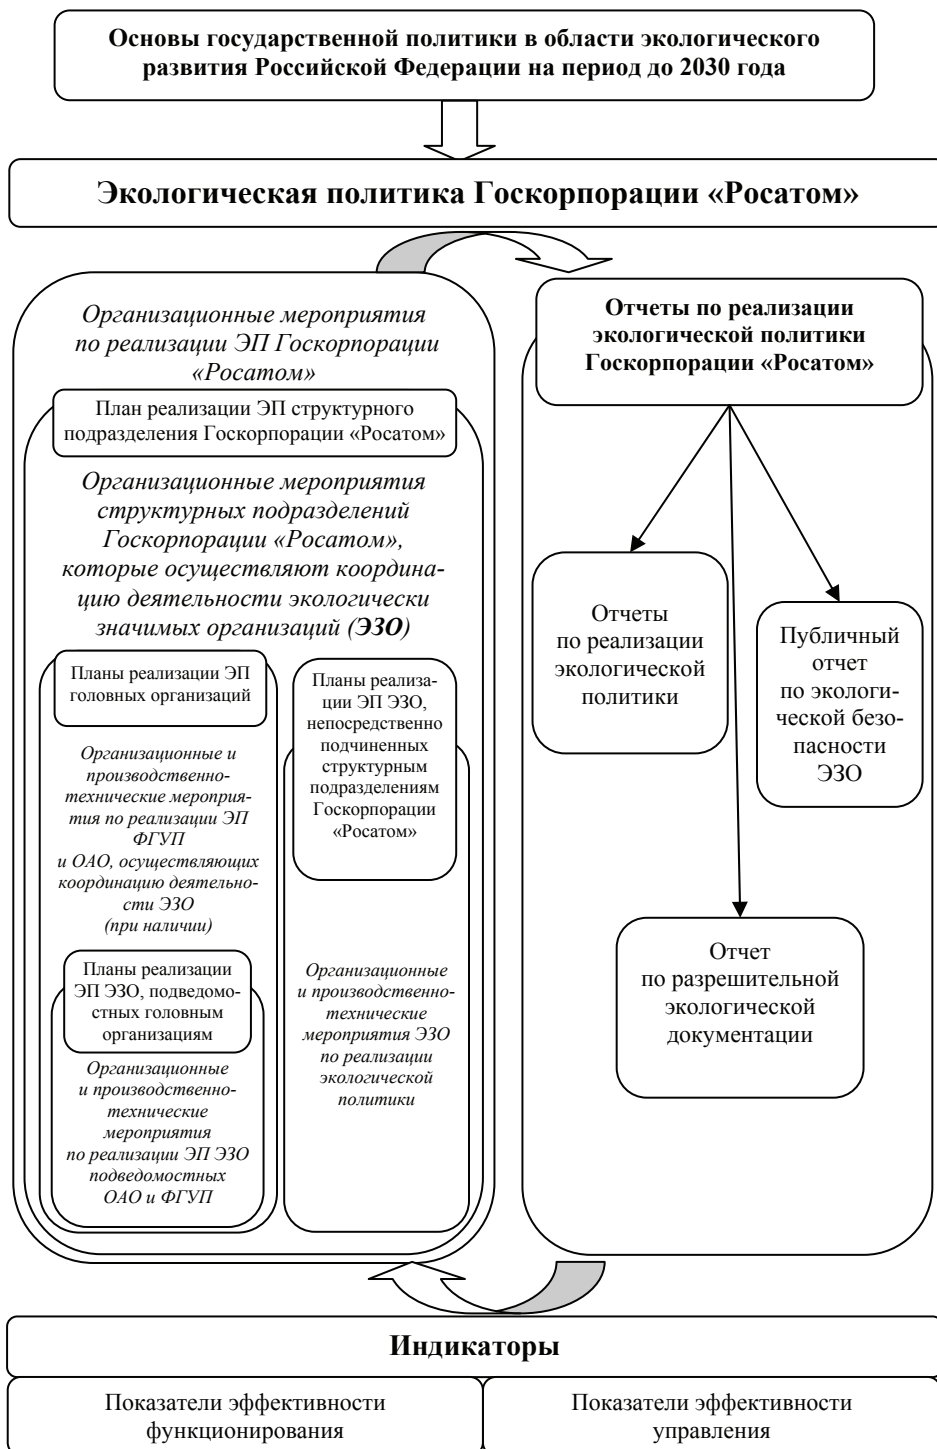 Основы государственной политики в области экологического
развития Российской Федерации на период до 2030 года
Экологическая политика Госкорпорации «Росатом»
Организационные мероприятия
по реализации ЭП Госкорпорации
«Росатом»
План реализации ЭП структурного
подразделения Госкорпорации «Росатом»
Организационные мероприятия
структурных подразделений
Госкорпорации «Росатом»,
которые осуществляют координа-
цию деятельности экологически
значимых организаций (ЭЗО)
Планы реализации ЭП
головных организаций
Организационные и
производственно-
технические мероприя-
тия по реализации ЭП
ФГУП
и ОАО, осуществляющих
координацию деятельно-
сти ЭЗО
(при наличии)
Планы реализации
ЭП ЭЗО, подведомо-
стных головным
организациям
Организационные
и производственно-
технические
мероприятия
по реализации ЭП ЭЗО
подведомостных
ОАО и ФГУП
Планы реализа-
ции ЭП ЭЗО,
непосредственно
подчиненных
структурным
подразделениям
Госкорпорации
«Росатом»
Организационные
и производственно-
технические
мероприятия ЭЗО
по реализации
экологической
политики
Отчеты по реализации
экологической политики
Госкорпорации «Росатом»
Отчеты
по реализации
экологической
политики
Публичный
отчет
по экологи-
ческой безо-
пасности
ЭЗО
Отчет
по разрешительной
экологической
документации
Индикаторы
Показатели эффективности
функционирования
Показатели эффективности
управления